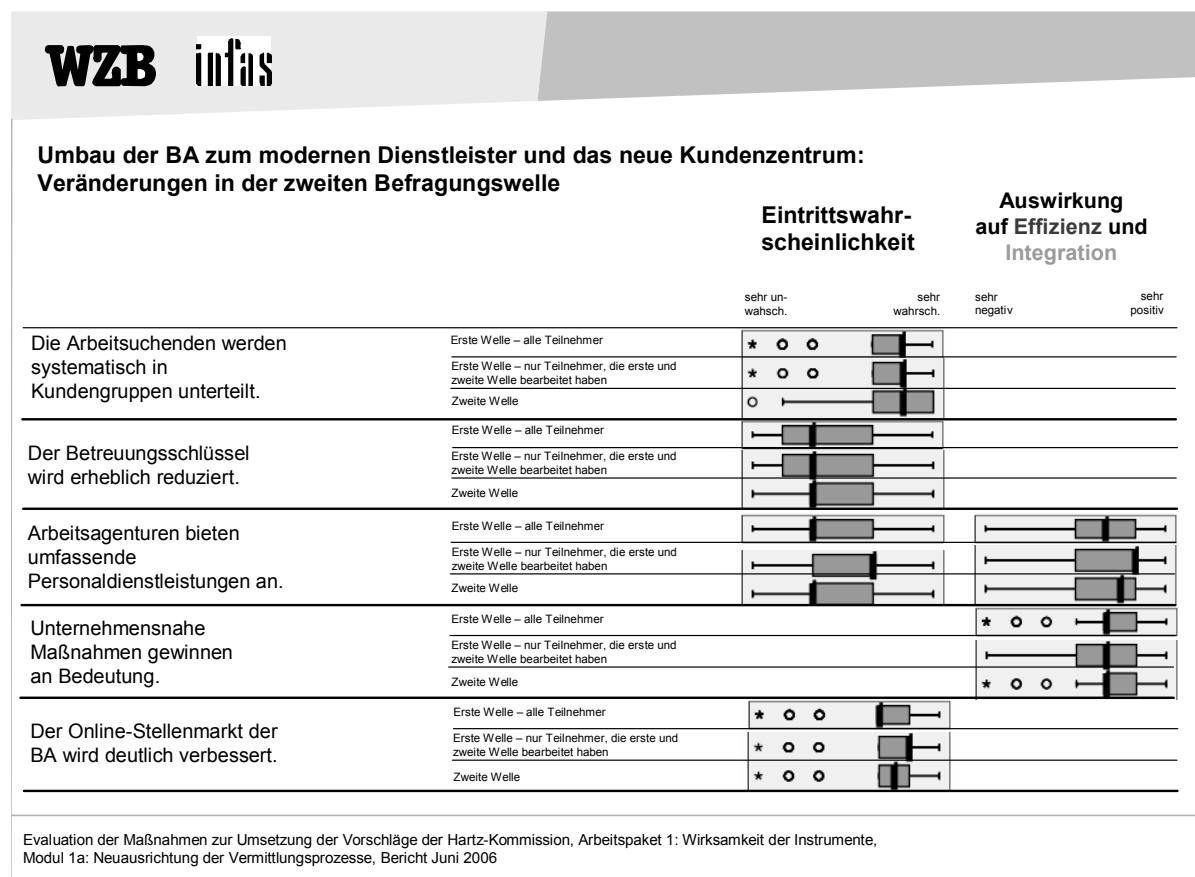 WZB infas
Umbau der BA zum modernen Dienstleister und das neue Kundenzentrum:
Veränderungen in der zweiten Befragungswelle
Eintrittswahr-
scheinlichkeit
Auswirkung
auf Effizienz und
Integration
sehr un-
wahsch.
sehr
wahrsch.
sehr
negativ
sehr
positiv
Die Arbeitsuchenden werden
systematisch in
Kundengruppen unterteilt.
Erste Welle – alle Teilnehmer
Erste Welle – nur Teilnehmer, die erste und
zweite Welle bearbeitet haben
Zweite Welle
Der Betreuungsschlüssel
wird erheblich reduziert.
Erste Welle – alle Teilnehmer
Erste Welle – nur Teilnehmer, die erste und
zweite Welle bearbeitet haben
Zweite Welle
Arbeitsagenturen bieten
umfassende
Personaldienstleistungen an.
Erste Welle – alle Teilnehmer
Erste Welle – nur Teilnehmer, die erste und
zweite Welle bearbeitet haben
Zweite Welle
Unternehmensnahe
Maßnahmen gewinnen
an Bedeutung.
Erste Welle – alle Teilnehmer
Erste Welle – nur Teilnehmer, die erste und
zweite Welle bearbeitet haben
Zweite Welle
Der Online-Stellenmarkt der
BA wird deutlich verbessert.
Erste Welle – alle Teilnehmer
Erste Welle – nur Teilnehmer, die erste und
zweite Welle bearbeitet haben
Zweite Welle
Evaluation der Maßnahmen zur Umsetzung der Vorschläge der Hartz-Kommission, Arbeitspaket 1: Wirksamkeit der Instrumente,
Modul 1a: Neuausrichtung der Vermittlungsprozesse, Bericht Juni 2006